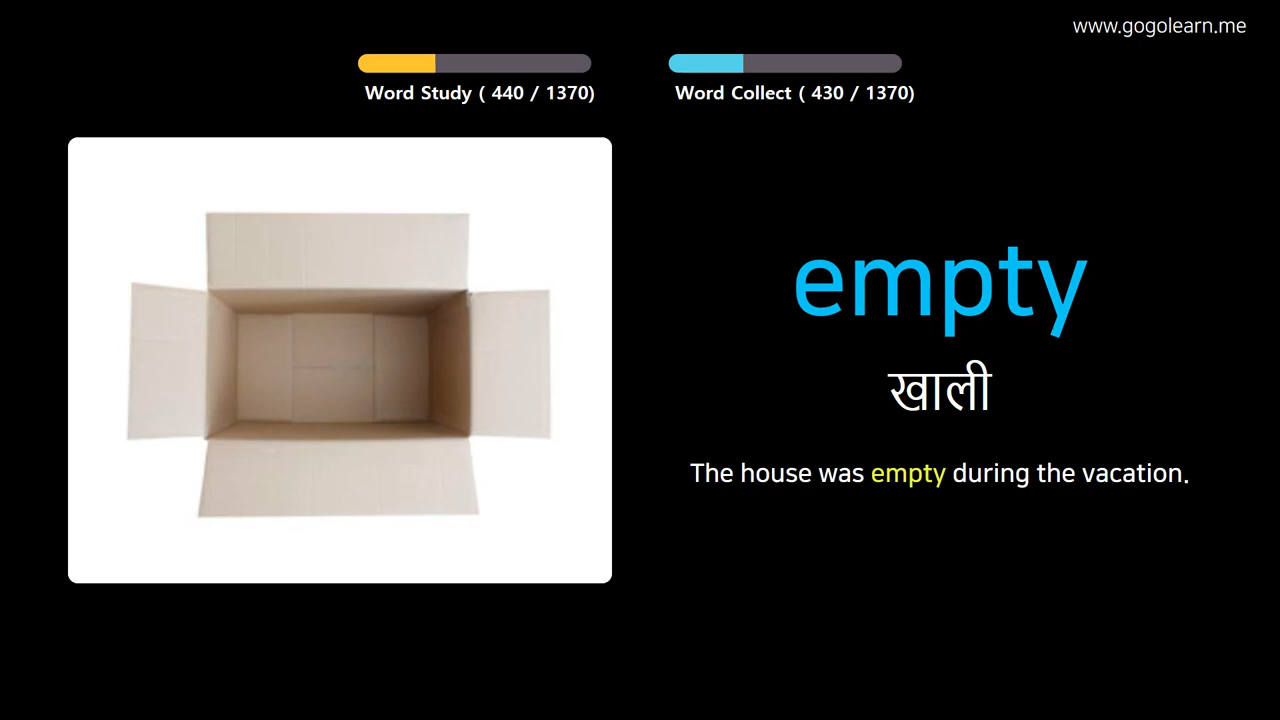 www.gogolearn.me
Word Study ( 440 / 1370)
Word Collect ( 430 / 1370)
empty
खाली
The house was empty during the vacation.